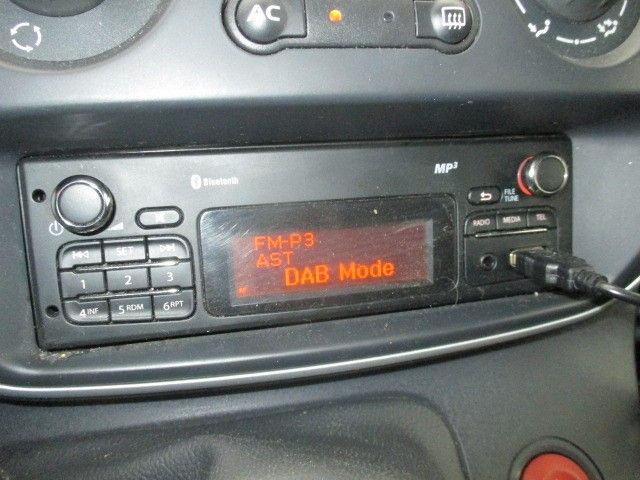 AC
Bluetooth
MP3
FILE
TUNE
SET
RADIO
MEDIA
TEL
FM-P3
AST
DAB Mode
1
2
3
4 INF
5 RDM
6 RPT